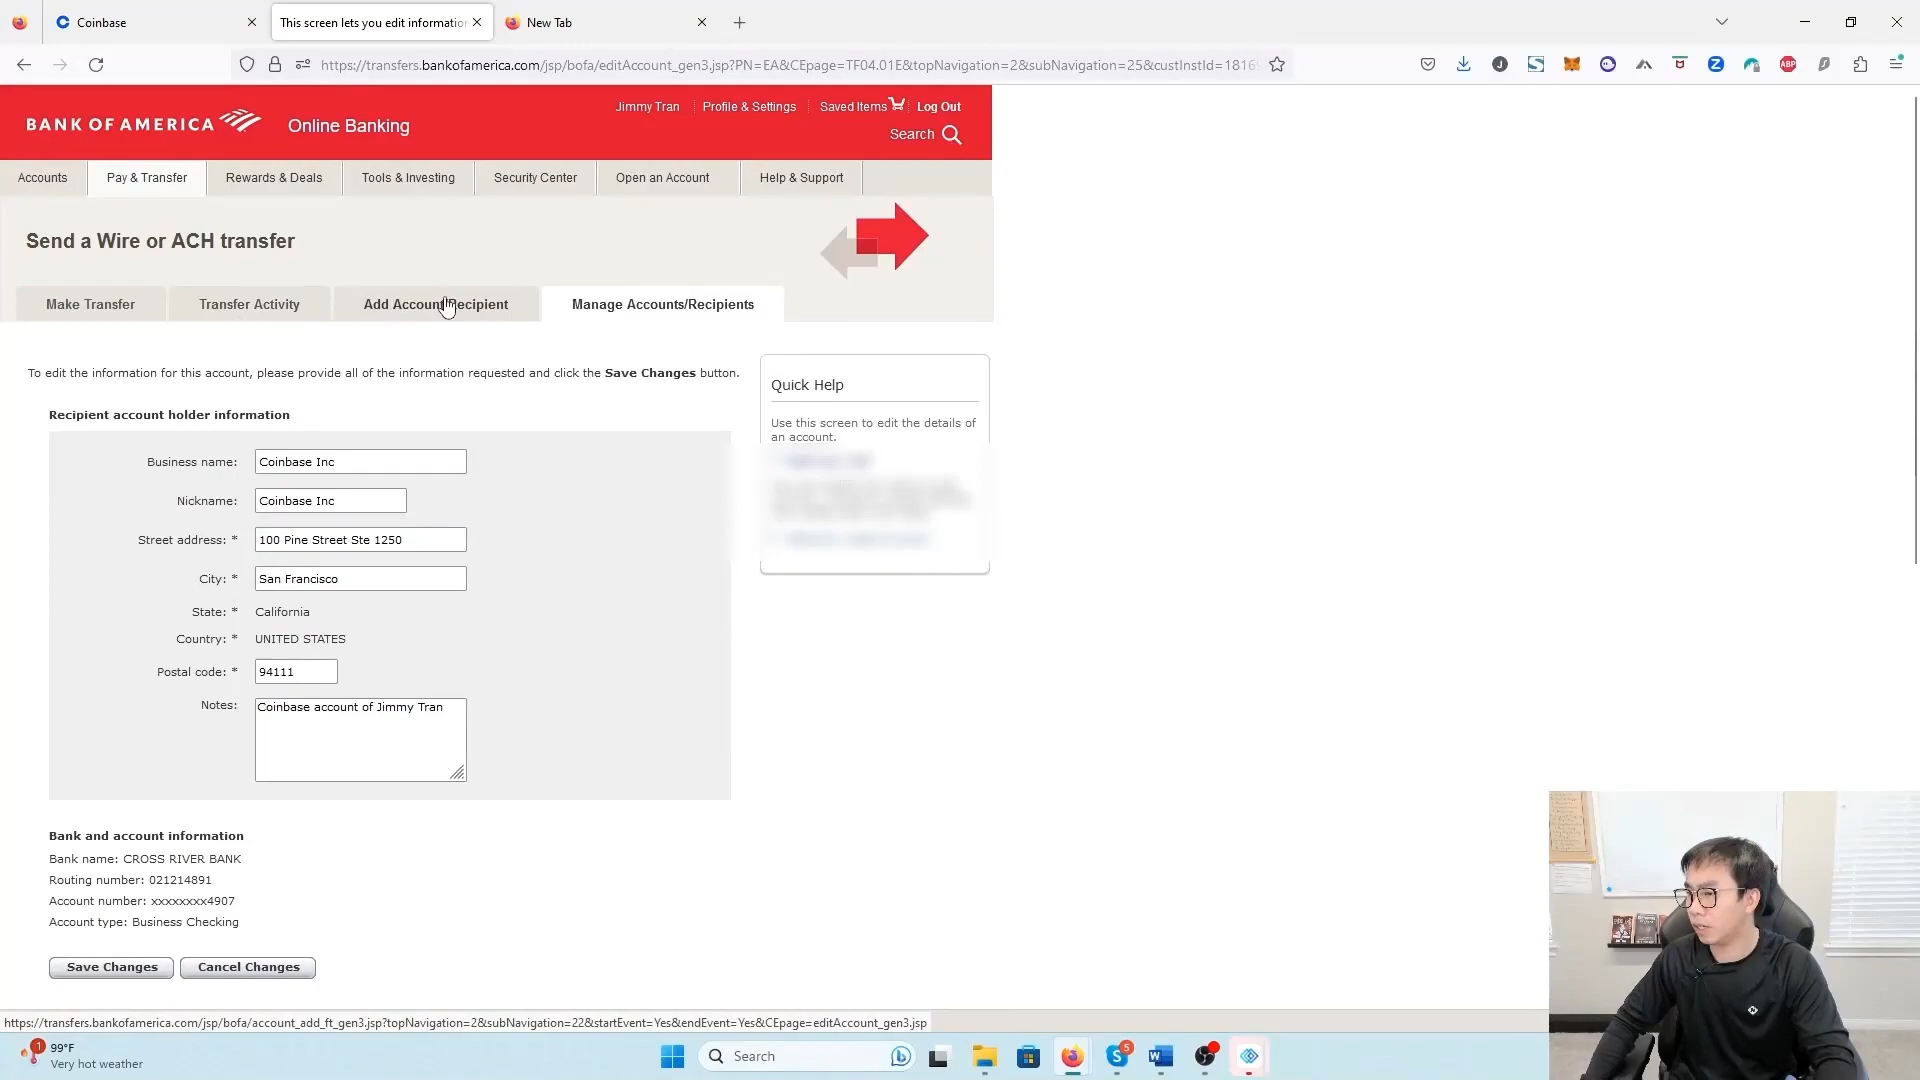 Coinbase
This screen lets you edit informatio
New Tab
https://transfers.bankofamerica.com/jsp/bofa/editAccount_gen3.jsp?PN=EA&CEpage=TF04.01E&topNavigation=2&subNavigation=25&custInstId=1816
BANK OF AMERICA
Online Banking
Jimmy Tran
Profile & Settings
Saved Items
Log Out
Search
Accounts
Pay & Transfer
Rewards & Deals
Tools & Investing
Security Center
Open an Account
Help & Support
Send a Wire or ACH transfer
Make Transfer
Transfer Activity
Add Account ecipient
Manage Accounts/Recipients
To edit the information for this account, please provide all of the information requested and click the Save Changes button.
Recipient account holder information
Business name: Coinbase Inc
Nickname: Coinbase Inc
Street address: * 100 Pine Street Ste 1250
City: * San Francisco
State: * California
Country: * UNITED STATES
Postal code: * 94111
Notes: Coinbase account of Jimmy Tran
Quick Help
Use this screen to edit the details of
an account.
Bank and account information
Bank name: CROSS RIVER BANK
Routing number: 021214891
Account number: xxxxxxxx4907
Account type: Business Checking
Save Changes
Cancel Changes
https://transfers.bankofamerica.com/jsp/bofa/account_add_ft_gen3.jsp?topNavigation=2&subNavigation=22&startEvent=Yes&endEvent=Yes&CEpage=editAccount_gen3.jsp
1
99°F
Very hot weather
Search
5